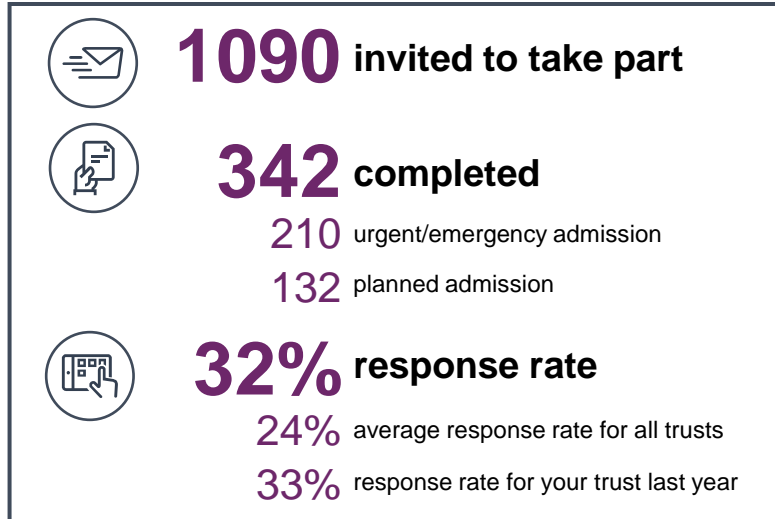 1090 invited to take part
342 completed
210 urgent/emergency admission
132 planned admission
32% response rate
24% average response rate for all trusts
33% response rate for your trust last year